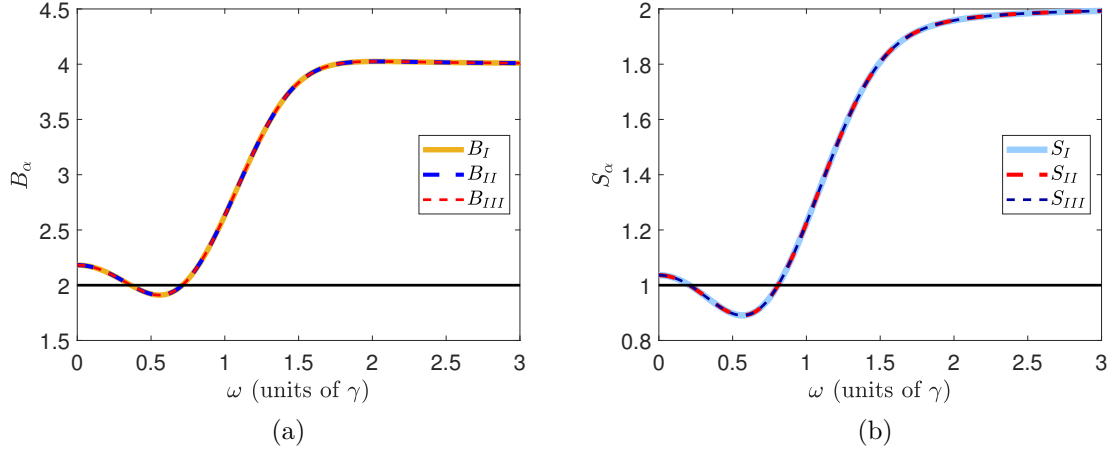 4.5
4
3.5
3
2.5
2
1.5
B_α
B_I
B_II
B_III
0 0.5 1 1.5 2 2.5 3
ω (units of γ)
(a)
2
1.8
1.6
1.4
1.2
1
0.8
S_α
S_I
S_II
S_III
0 0.5 1 1.5 2 2.5 3
ω (units of γ)
(b)